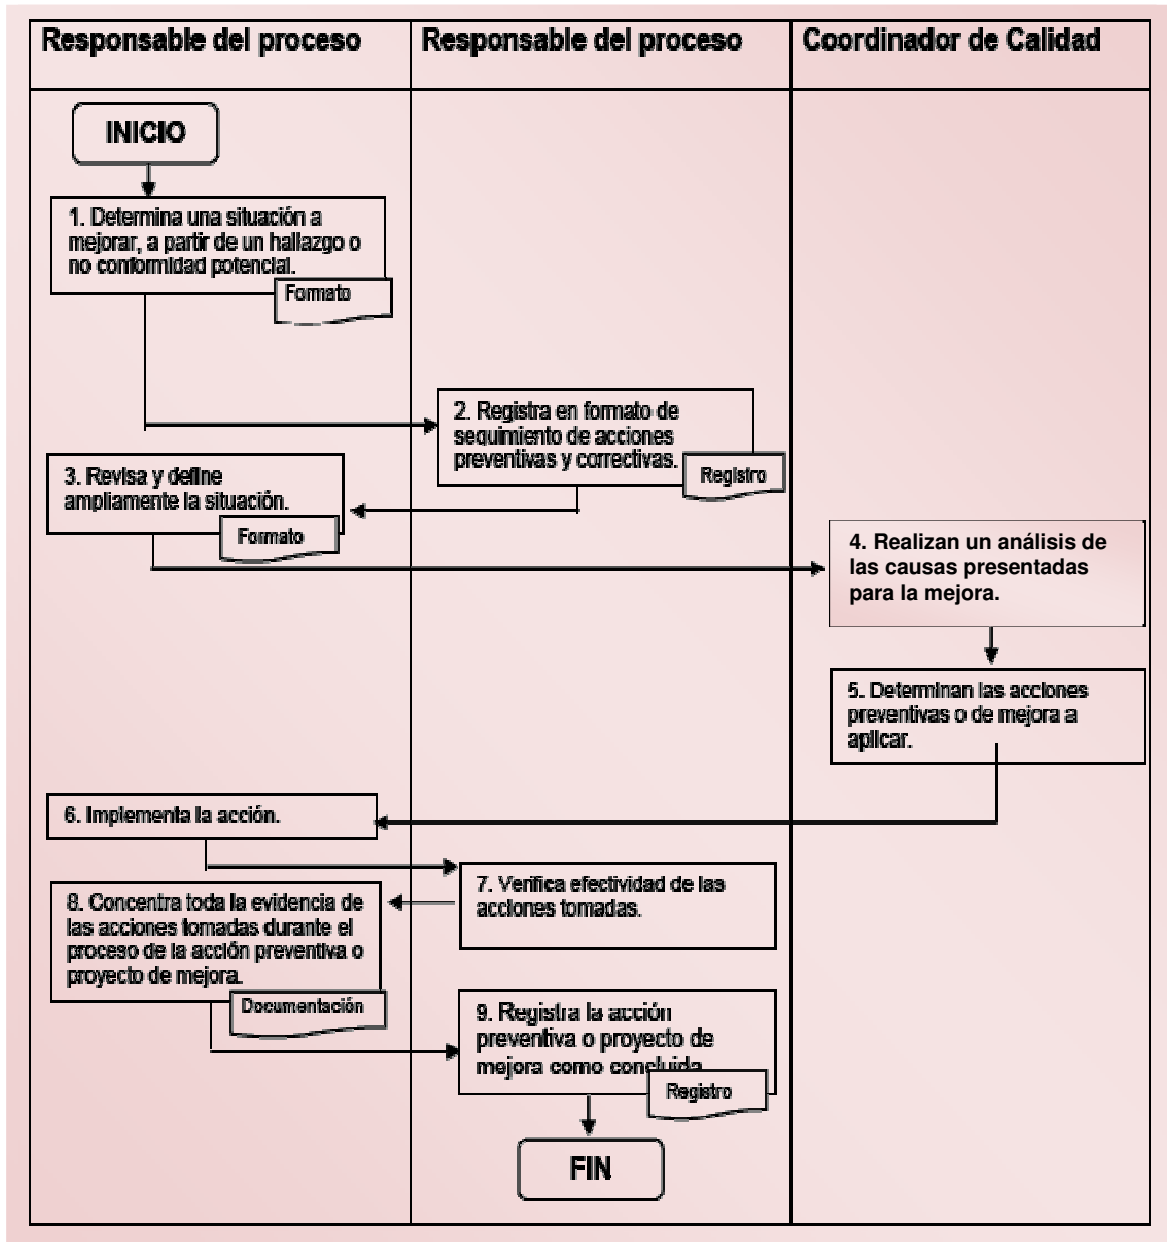 Responsable del proceso
Responsable del proceso
Coordinador de Calidad
INICIO
1. Determina una situación a
mejorar, a partir de un hallazgo o
no conformidad potencial.
Formato
2. Registra en formato de
seguimiento de acciones
preventivas y correctivas.
Registro
3. Revisa y define
ampliamente la situación.
Formato
4. Realizan un análisis de
las causas presentadas
para la mejora.
5. Determinan las acciones
preventivas o de mejora a
aplicar.
6. Implementa la acción.
7. Verifica efectividad de las
acciones tomadas.
8. Concentra toda la evidencia de
las acciones tomadas durante el
proceso de la acción preventiva o
proyecto de mejora.
Documentación
9. Registra la acción
preventiva o proyecto de
mejora como concluida
Registro
FIN